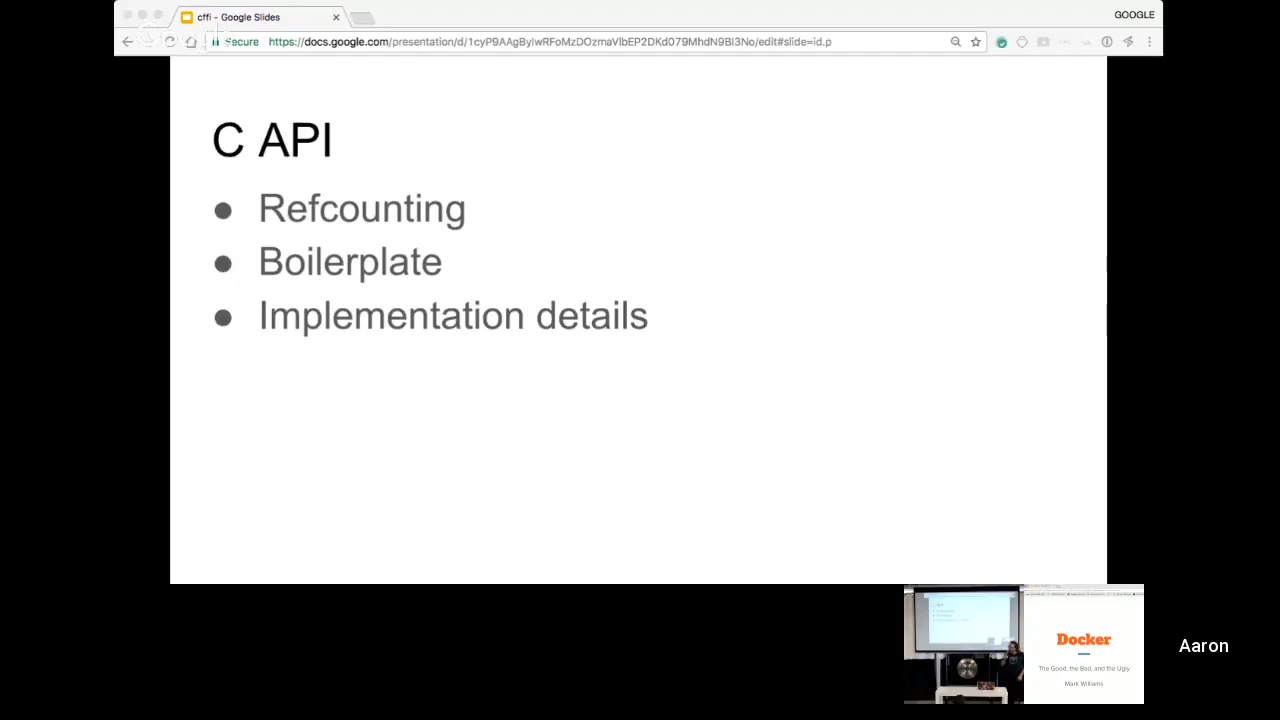 cffi - Google Slides
GOOGLE
Secure
https://docs.google.com/presentation/d/1cyP9AAgBylwRFoMzDOzmaVlbEP2DKd079MhdN9Bi3No/edit#slide=id.p
C API
● Refcounting
● Boilerplate
● Implementation details
Docker
The Good, the Bad, and the Ugly
Mark Williams
Aaron